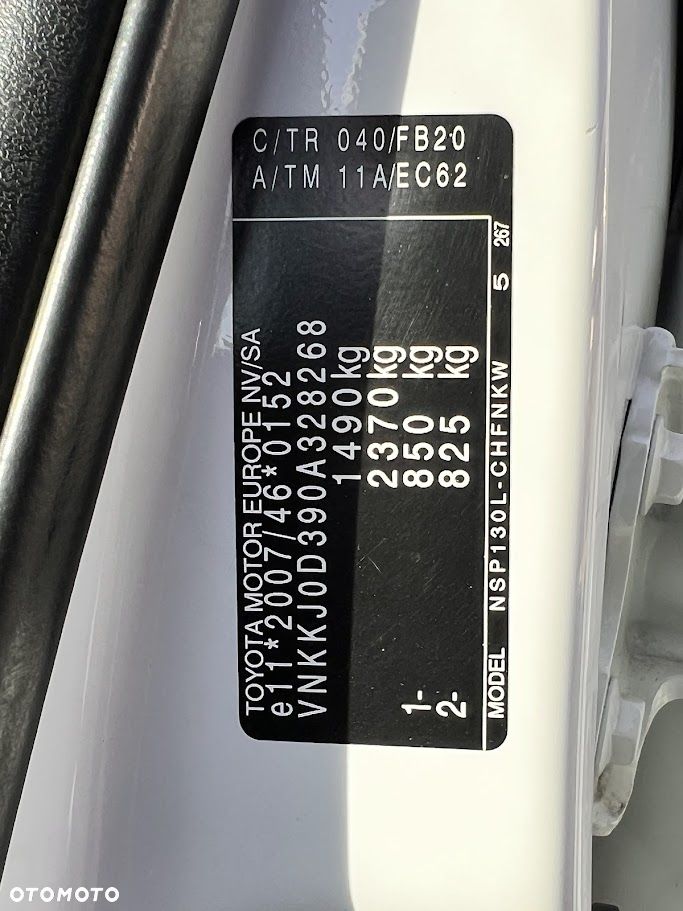 C/TR 040/FB20
A/TM 11A/EC62
TOYOTA MOTOR EUROPE NV/SA
e11*2007/46*0152
VNKKJ0D390A328268
1490kg
2370kg
1- 850 kg
2- 825 kg
MODEL NSP130L-CHFNKW 5 267
OTOMOTO